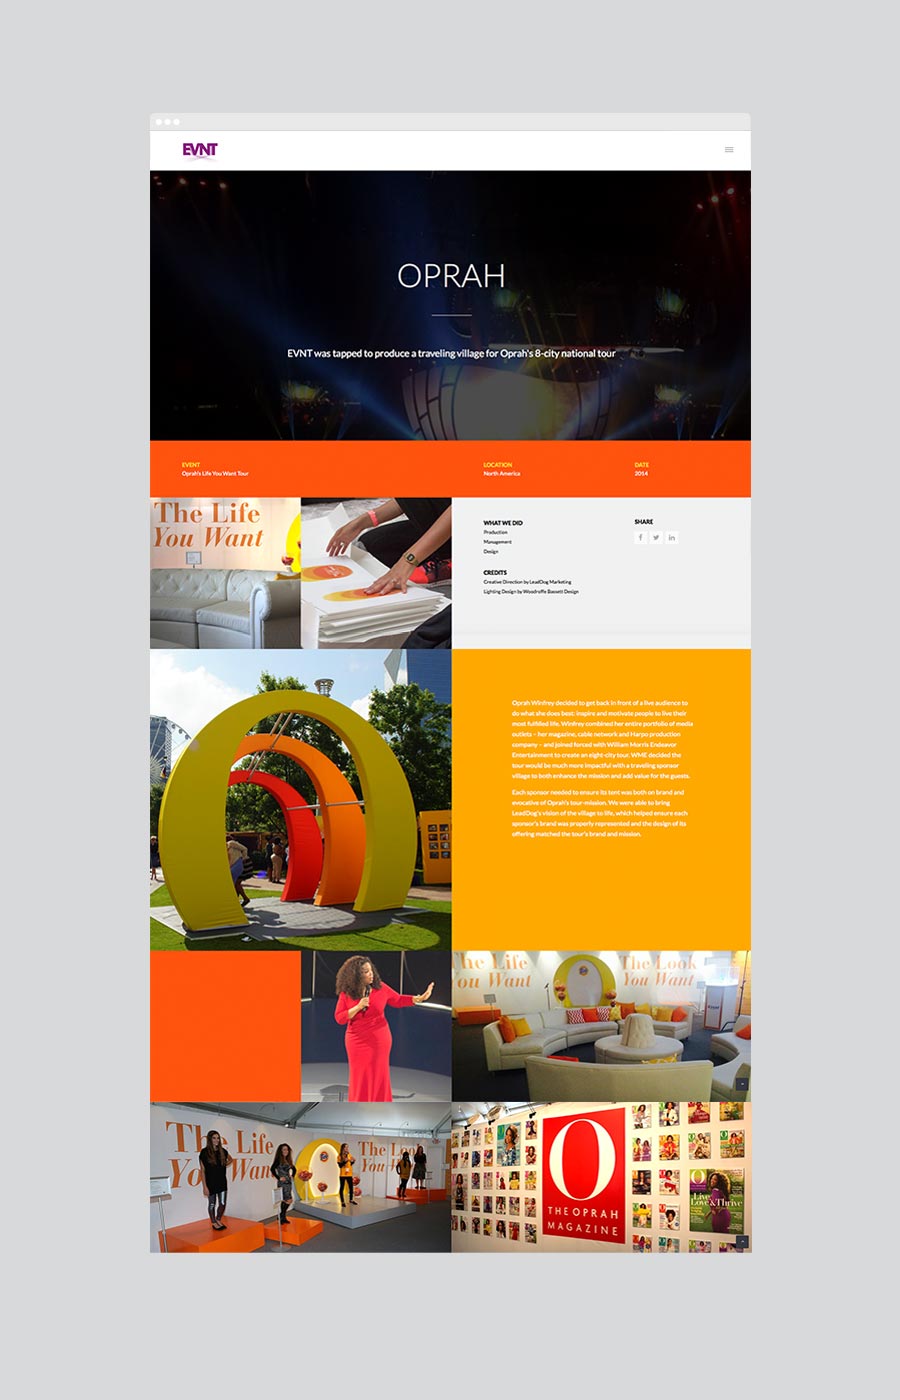 EVNT
OPRAH
EVNT was tapped to produce a traveling village for Oprah's 8-city national tour
EVENT
Oprah's Life You Want Tour
LOCATION
North America
DATE
2014
The Life
You Want
WHAT WE DID
Production
Management
Design
CREDITS
Creative Direction by LeadDog Marketing
Lighting Design by Woodroffe Bassett Design
SHARE
Oprah Winfrey decided to get back in front of a live audience to
do what she does best: inspire and motivate people to live their
most fulfilled life. Winfrey combined her entire portfolio of media
outlets – her magazine, cable network and Harpo production
company – and joined forced with William Morris Endeavor
Entertainment to create an eight-city tour. WME decided the
tour would be much more impactful with a traveling sponsor
village to both enhance the mission and add value for the guests.
Each sponsor needed to ensure its tent was both on brand and
evocative of Oprah's tour-mission. We were able to bring
LeadDog's vision of the village to life, which helped ensure each
sponsor's brand was properly represented and the design of its
offering matched the tour's brand and mission.
The Life
You Want
The Look
You Want
The Life
You Want
The Look
You Want
O
THE OPRAH
MAGAZINE
O
Live
Love & Thrive